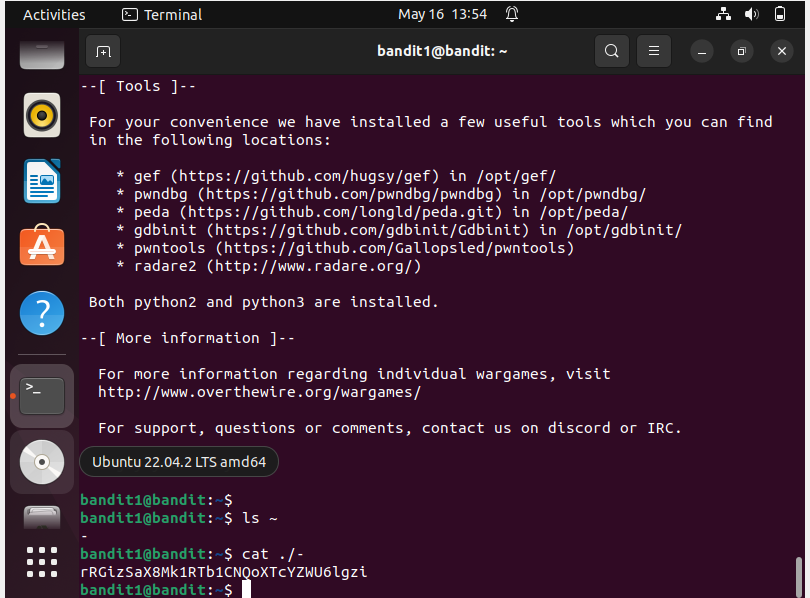 Activities
Terminal
May 16 13:54
bandit1@bandit: ~
--[ Tools ]--
For your convenience we have installed a few useful tools which you can find
in the following locations:
* gef (https://github.com/hugsy/gef) in /opt/gef/
* pwndbg (https://github.com/pwndbg/pwndbg) in /opt/pwndbg/
* peda (https://github.com/longld/peda.git) in /opt/peda/
* gdbinit (https://github.com/gdbinit/Gdbinit) in /opt/gdbinit/
* pwntools (https://github.com/Gallopsled/pwntools)
* radare2 (http://www.radare.org/)
Both python2 and python3 are installed.
--[ More information ]--
For more information regarding individual wargames, visit
http://www.overthewire.org/wargames/
For support, questions or comments, contact us on discord or IRC.
Ubuntu 22.04.2 LTS amd64
bandit1@bandit:~$
bandit1@bandit:~$ ls ~
-
bandit1@bandit:~$ cat ./-
rRGizSaX8Mk1RTb1CNQoXTcYZWU6lgzi
bandit1@bandit:~$